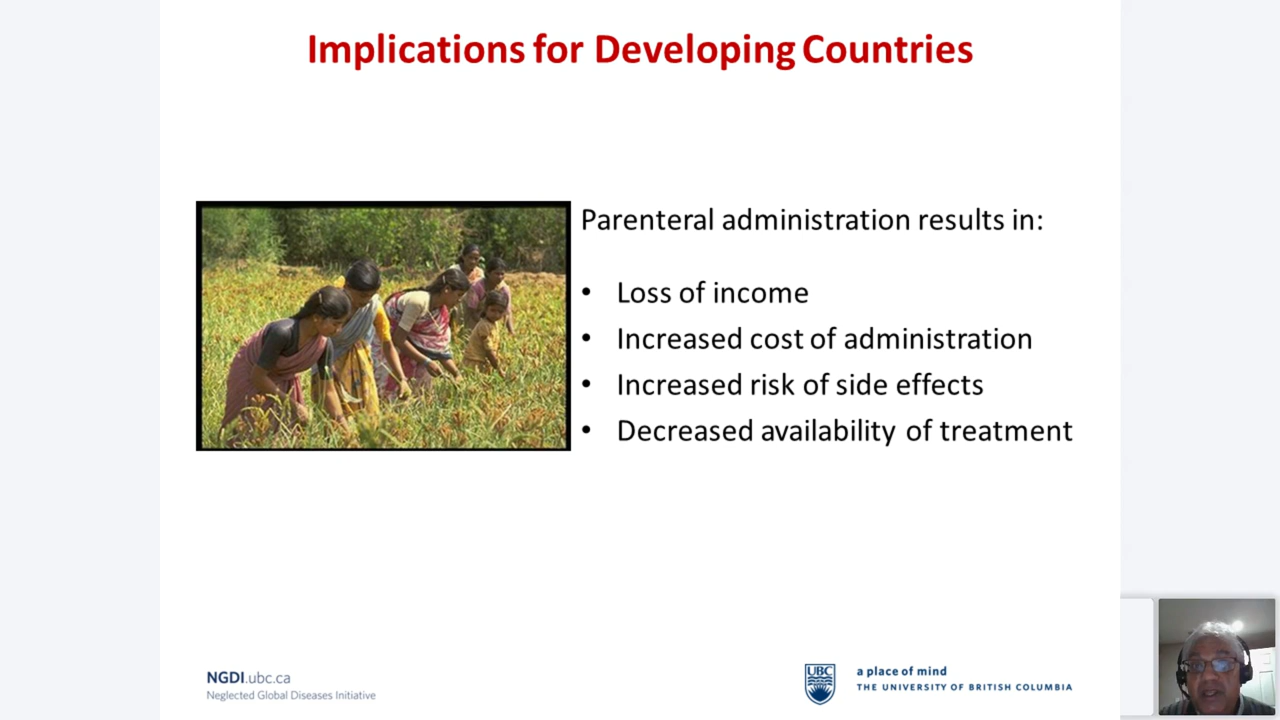 Implications for Developing Countries
Parenteral administration results in:
• Loss of income
• Increased cost of administration
• Increased risk of side effects
• Decreased availability of treatment
NGDI.ubc.ca
Neglected Global Diseases Initiative
UBC
a place of mind
THE UNIVERSITY OF BRITISH COLUMBIA